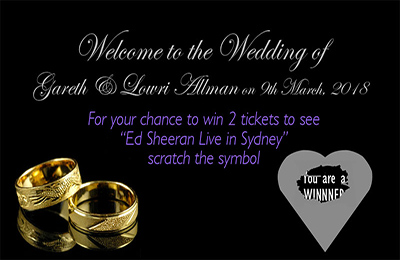 Welcome to the Wedding of
Gareth & Lowri Allman on 9th March, 2018
For your chance to win 2 tickets to see
"Ed Sheeran Live in Sydney"
scratch the symbol
You are a
WINNNER